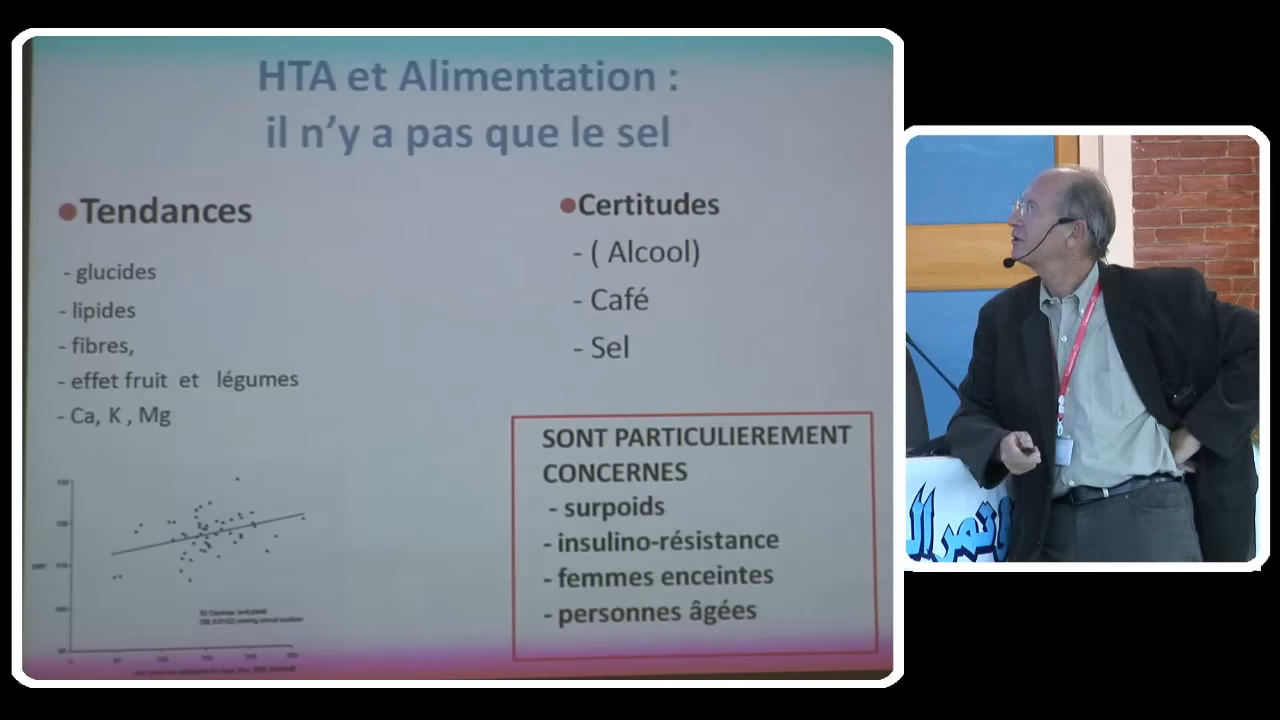 HTA et Alimentation :
il n'y a pas que le sel
Tendances
- glucides
- lipides
- fibres,
- effet fruit et légumes
- Ca, K , Mg
Certitudes
- ( Alcool)
- Café
- Sel
SONT PARTICULIEREMENT
CONCERNES
- surpoids
- insulino-résistance
- femmes enceintes
- personnes âgées